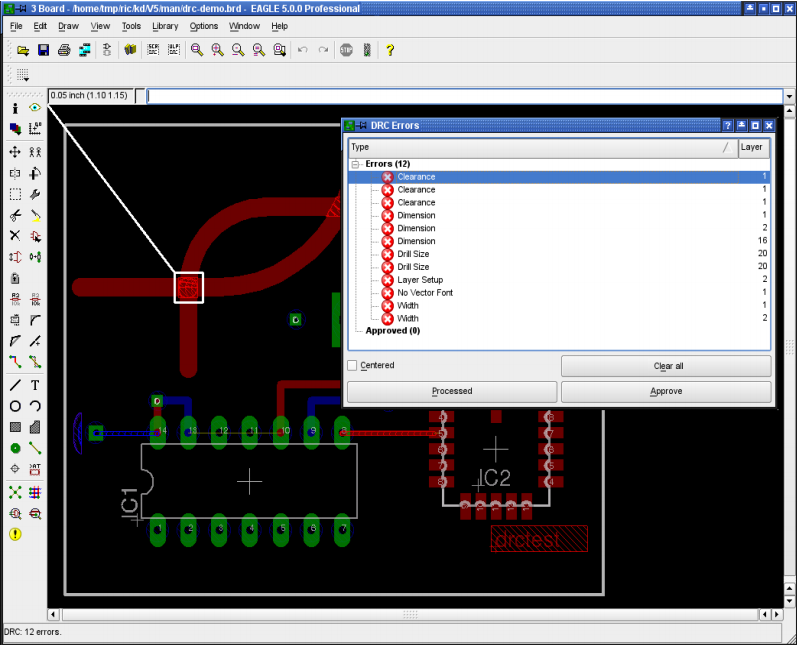 3 Board - /home/tmp/ric/kd/V5/man/drc-demo.brd - EAGLE 5.0.0 Professional
File Edit Draw View Tools Library Options Window Help
0.05 inch (1.10 1.15)
DRC Errors
Type Layer
Errors (12)
Clearance 1
Clearance 1
Clearance 1
Dimension 1
Dimension 2
Dimension 16
Drill Size 20
Drill Size 20
Layer Setup 2
No Vector Font 1
Width 1
Width 2
Approved (0)
Centered Clear all
Processed Approve
14 13 12 11 10 9 8
IC1
IC2
1 2 3 4 5 6 7
drctest
DRC: 12 errors.